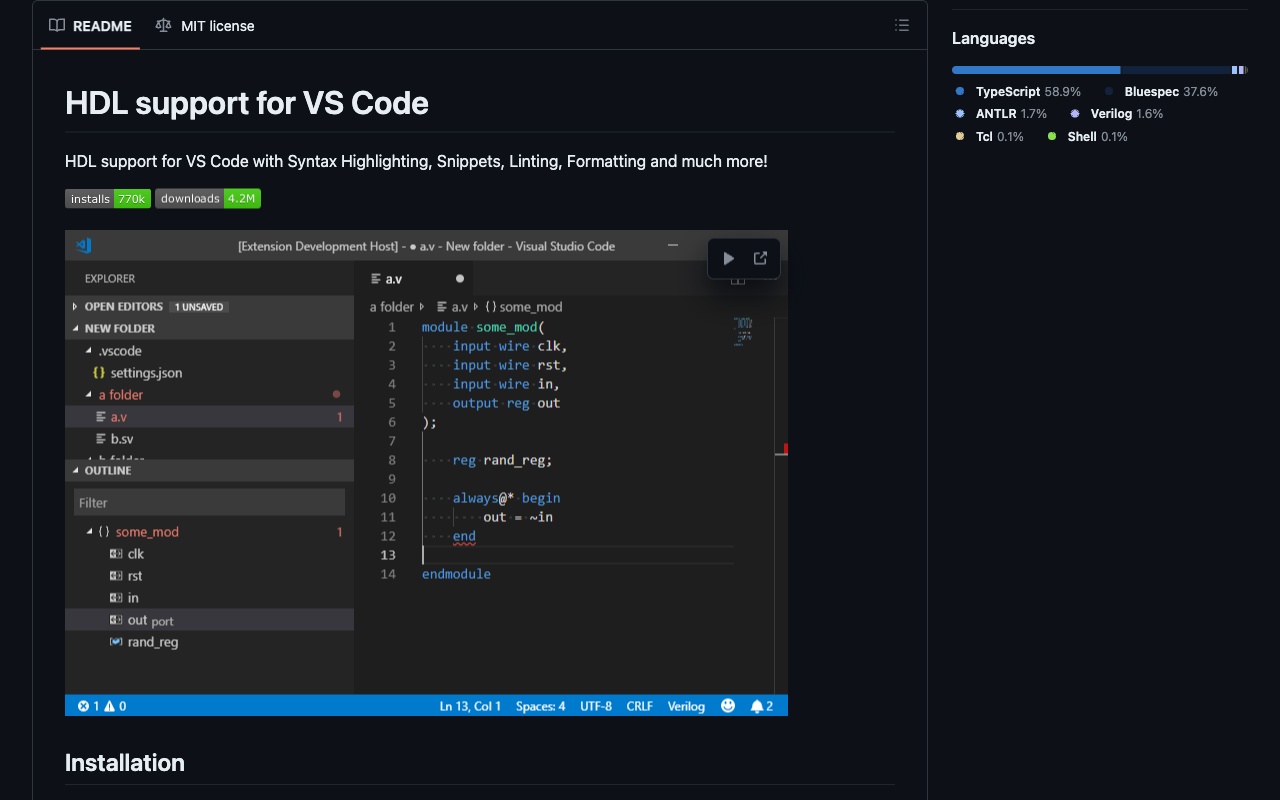 README
MIT license
HDL support for VS Code
HDL support for VS Code with Syntax Highlighting, Snippets, Linting, Formatting and much more!
installs 770k
downloads 4.2M
[Extension Development Host] - ● a.v - New folder - Visual Studio Code
EXPLORER
OPEN EDITORS 1 UNSAVED
NEW FOLDER
.vscode
{} settings.json
a folder
a.v 1
b.sv
OUTLINE
Filter
{} some_mod 1
clk
rst
in
out port
rand_reg
a.v
a folder a.v {} some_mod
1 module some_mod(
2 input wire clk,
3 input wire rst,
4 input wire in,
5 output reg out
6 );
7
8 reg rand_reg;
9
10 always@* begin
11 out = ~in
12 end
13
14 endmodule
1 0
Ln 13, Col 1 Spaces: 4 UTF-8 CRLF Verilog 2
Installation
Languages
TypeScript 58.9% Bluespec 37.6%
ANTLR 1.7% Verilog 1.6%
Tcl 0.1% Shell 0.1%